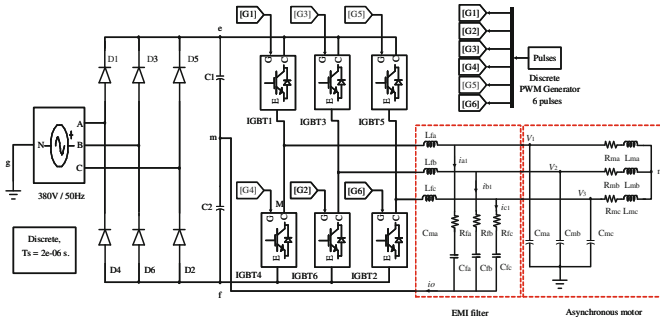 [G1]
[G3]
[G5]
[G1]
[G2]
[G3]
[G4]
[G5]
[G6]
Pulses
Discrete
PWM Generator
6 pulses
e
D1
D3
D5
C1
G
C
E
G
C
E
G
C
E
IGBT1
IGBT3
IGBT5
g
N
A
B
C
380V / 50Hz
m
Lfa
Lfb
Lfc
ia1
ib1
ic1
V1
V2
V3
Rma
Lma
Rmb
Lmb
Rmc
Lmc
n
C2
[G4]
[G2]
[G6]
M
G
C
E
G
C
E
G
C
E
IGBT4
IGBT6
IGBT2
Cma
Rfa
Rfb
Rfc
Cfa
Cfb
Cfc
Cma
Cmb
Cmc
io
Discrete,
Ts = 2e-06 s.
D4
D6
D2
f
EMI filter
Asynchronous motor